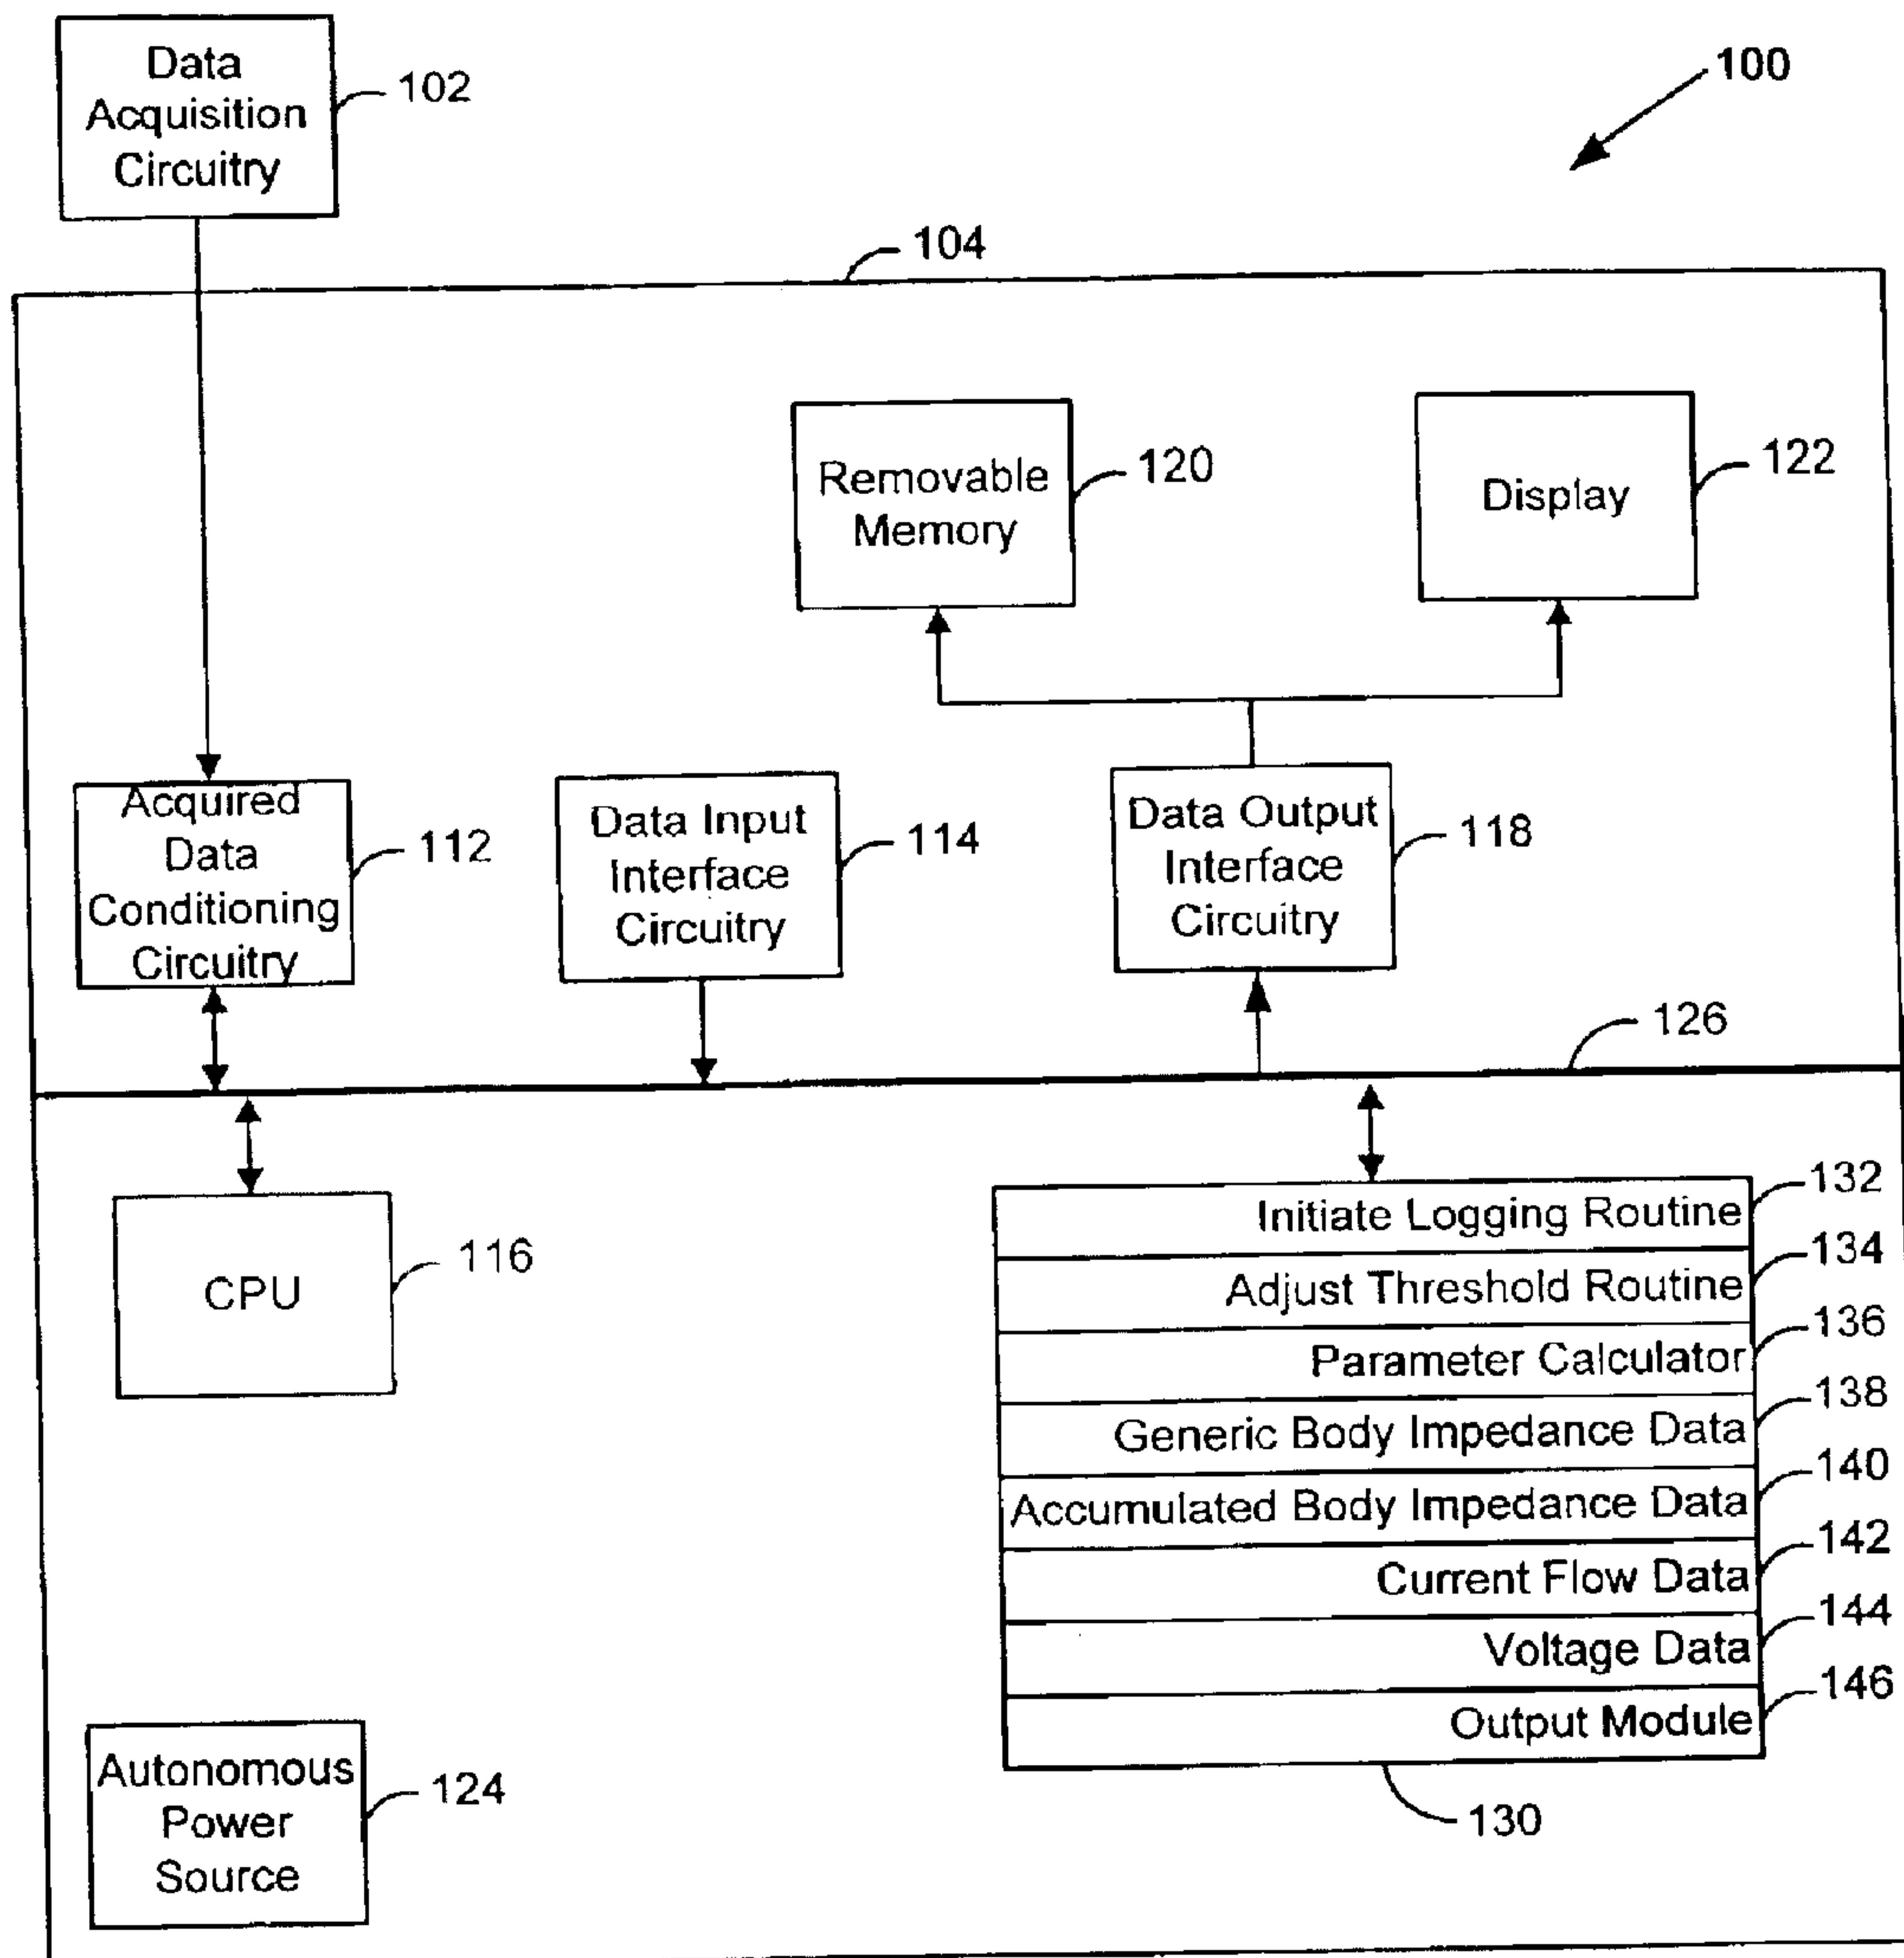 Data
Acquisition
Circuitry
102
100
104
Removable
Memory
120
Display
122
Acquired
Data
Conditioning
Circuitry
112
Data Input
Interface
Circuitry
114
Data Output
Interface
Circuitry
118
126
CPU
116
Initiate Logging Routine
132
Adjust Threshold Routine
134
Parameter Calculator
136
Generic Body Impedance Data
138
Accumulated Body Impedance Data
140
Current Flow Data
142
Voltage Data
144
Output Module
146
130
Autonomous
Power
Source
124